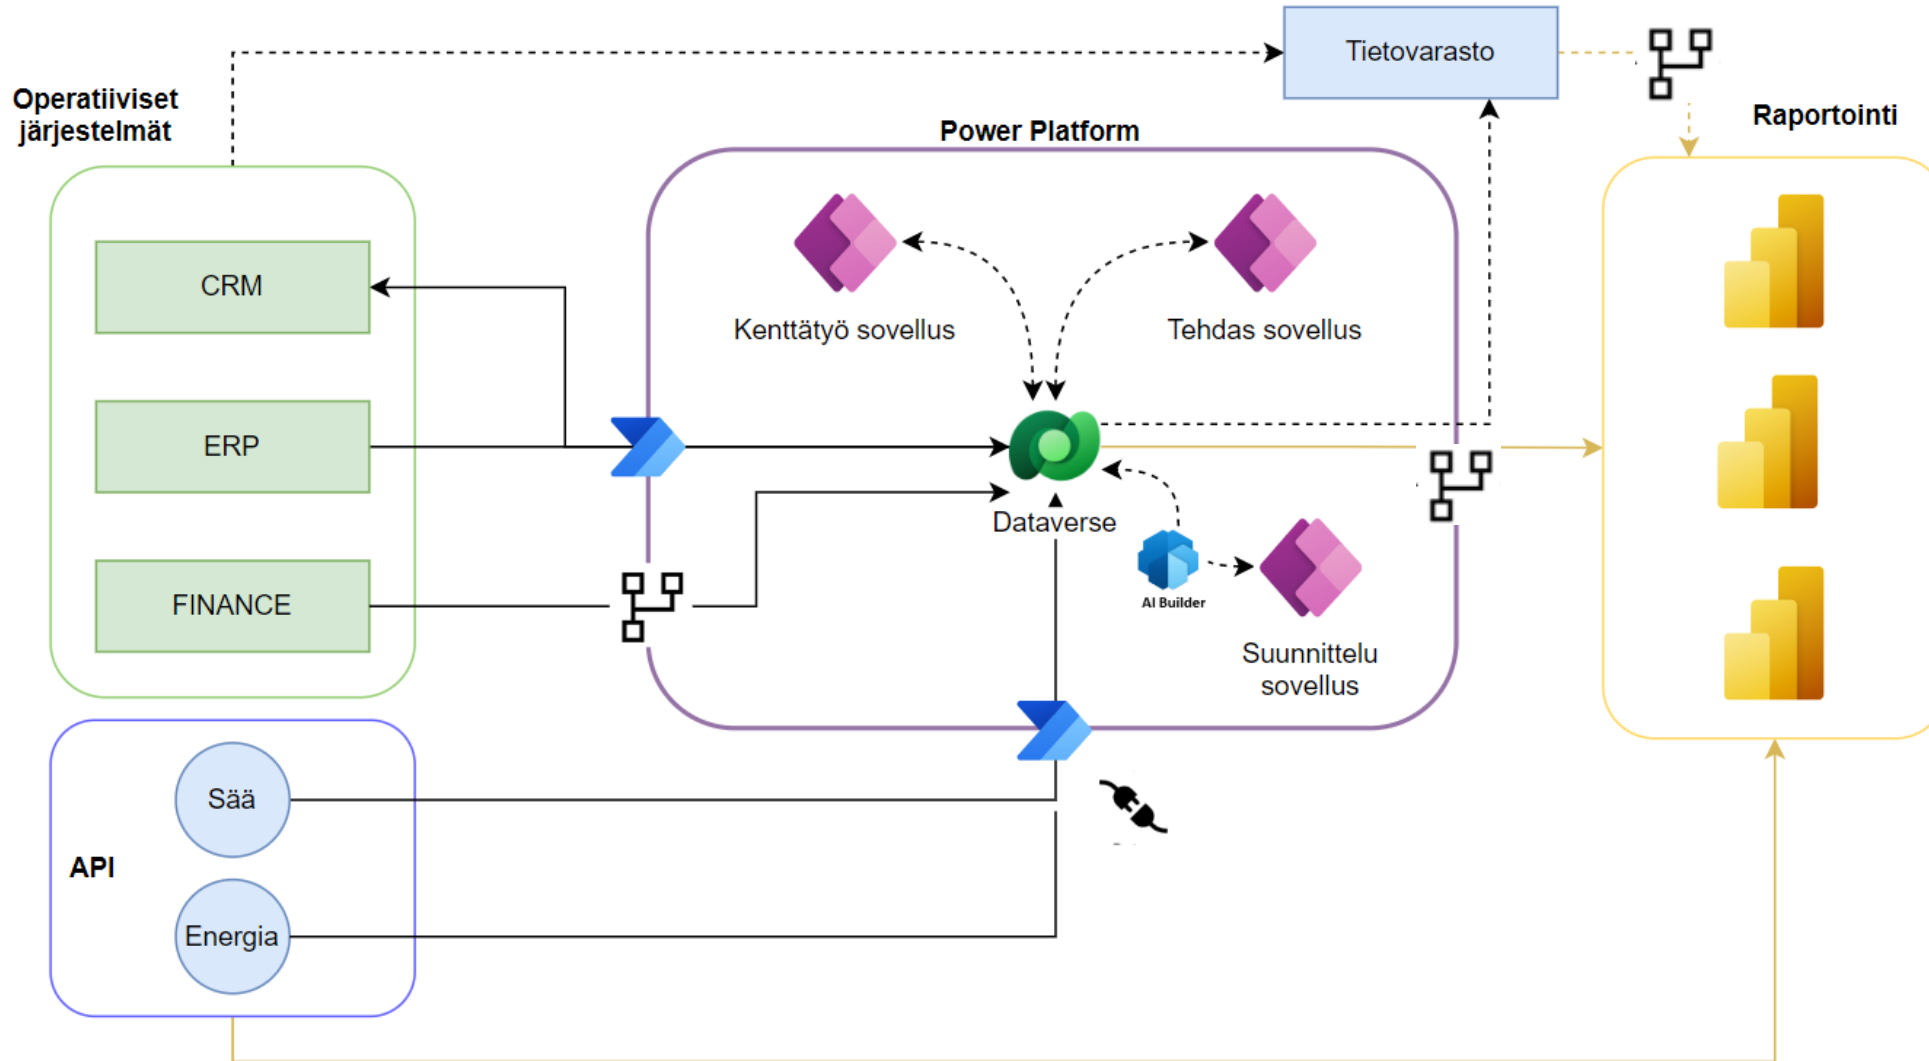 Tietovarasto
Operatiiviset
järjestelmät
Power Platform
Raportointi
CRM
Kenttätyö sovellus
Tehdas sovellus
ERP
Dataverse
AI Builder
FINANCE
Suunnittelu
sovellus
Sää
API
Energia